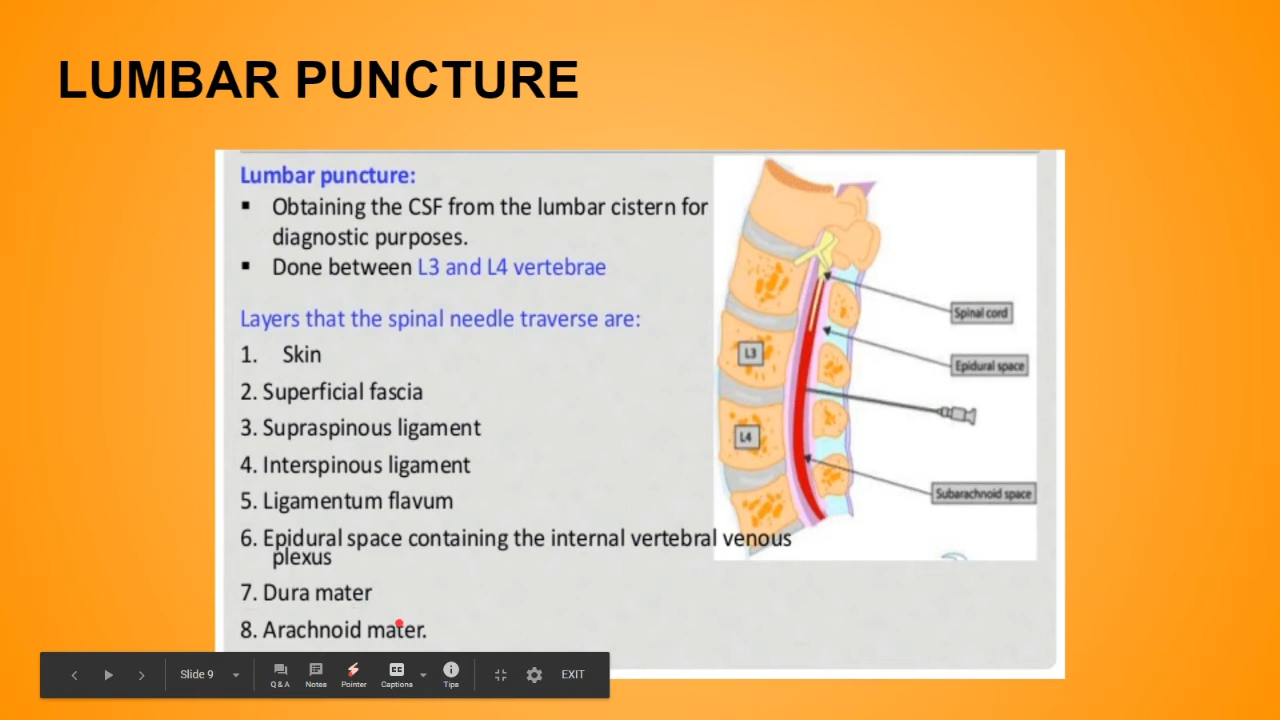 LUMBAR PUNCTURE
Lumbar puncture:
▪ Obtaining the CSF from the lumbar cistern for
diagnostic purposes.
▪ Done between L3 and L4 vertebrae
Layers that the spinal needle traverse are:
1. Skin
2. Superficial fascia
3. Supraspinous ligament
4. Interspinous ligament
5. Ligamentum flavum
6. Epidural space containing the internal vertebral venous
plexus
7. Dura mater
8. Arachnoid mater.
Spinal cord
L3
Epidural space
L4
Subarachnoid space
Slide 9
Q & A
Notes
Pointer
CC
Captions
Tips
EXIT